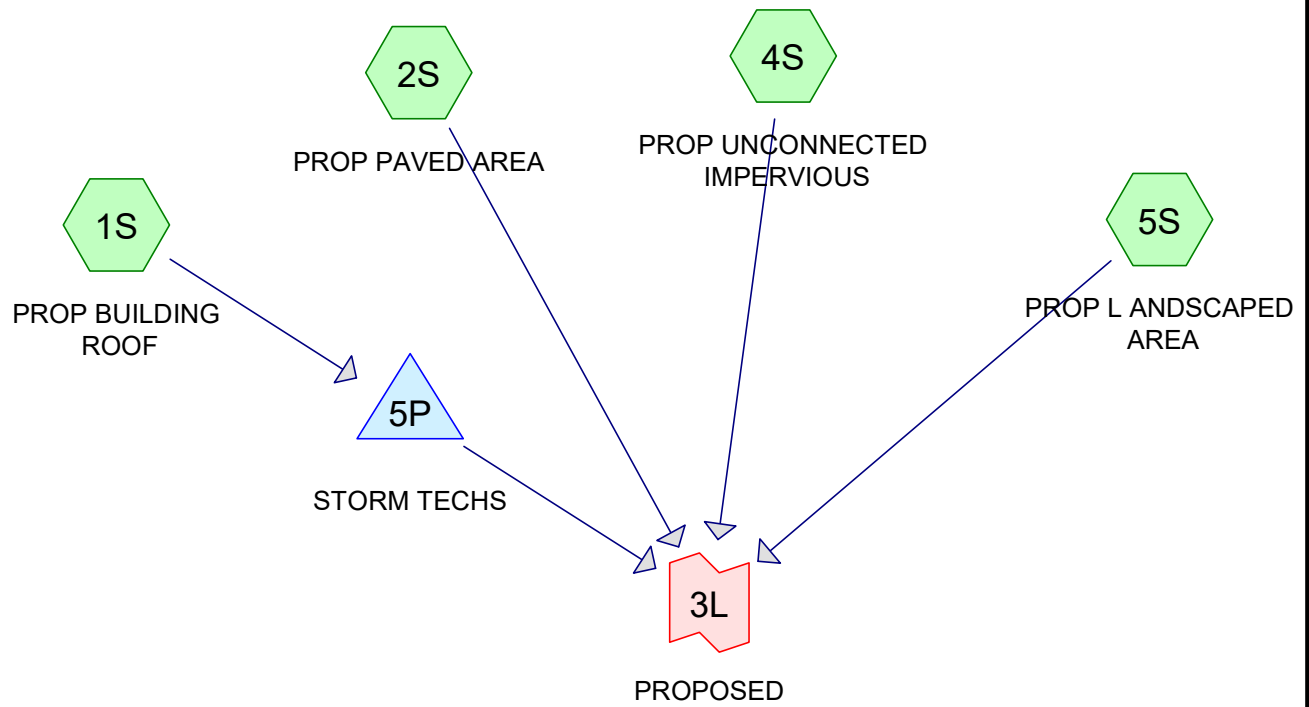 4S
2S
PROP UNCONNECTED
IMPERVIOUS
PROP PAVED AREA
5S
1S
PROP L ANDSCAPED
AREA
PROP BUILDING
ROOF
5P
STORM TECHS
3L
PROPOSED